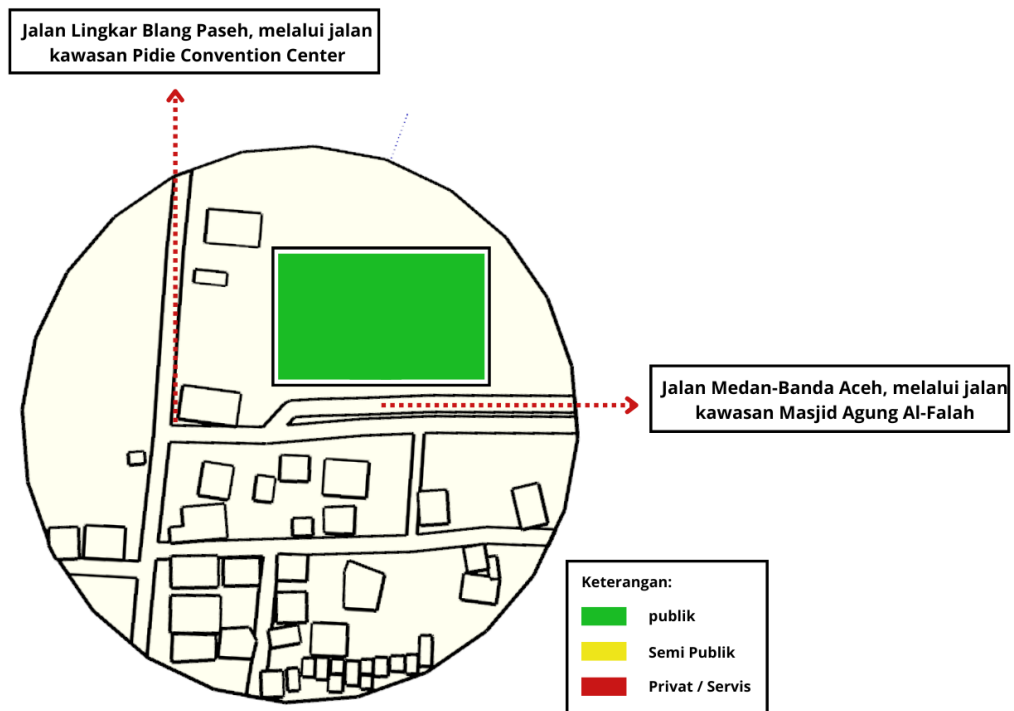 Jalan Lingkar Blang Paseh, melalui jalan
kawasan Pidie Convention Center
Jalan Medan-Banda Aceh, melalui jalan
kawasan Masjid Agung Al-Falah
Keterangan:
publik
Semi Publik
Privat / Servis